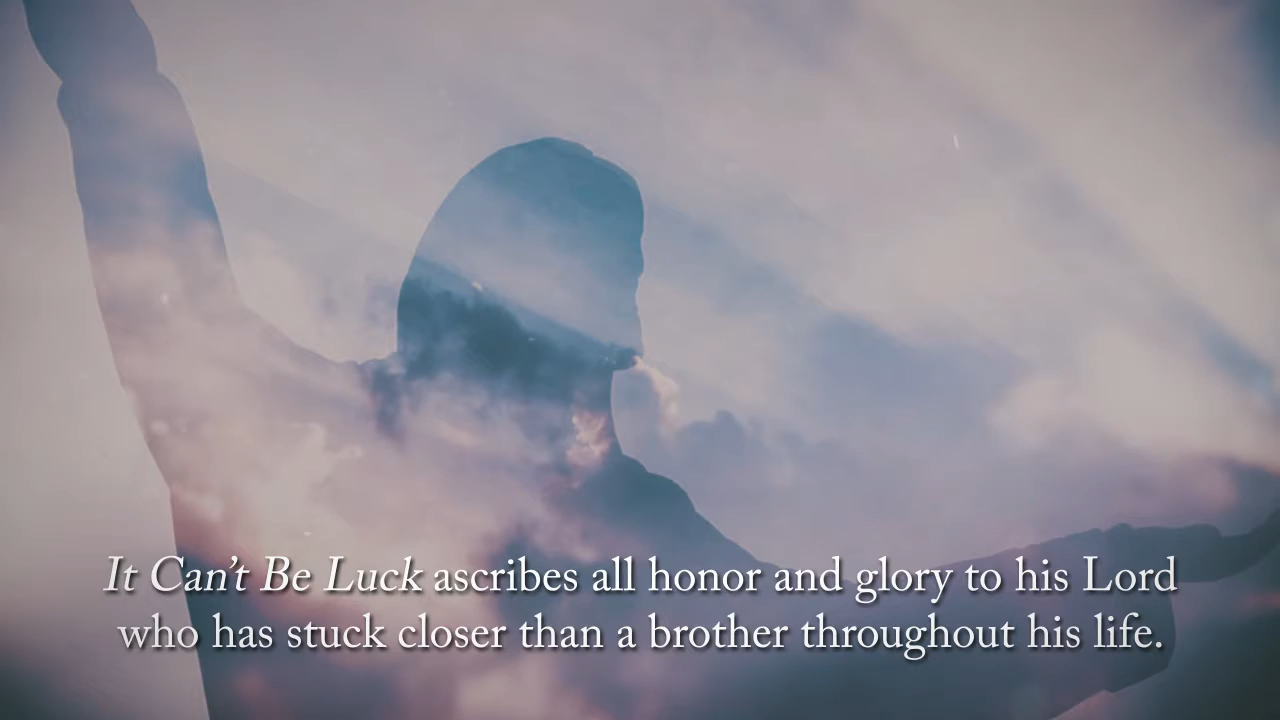 It Can’t Be Luck ascribes all honor and glory to his Lord
who has stuck closer than a brother throughout his life.